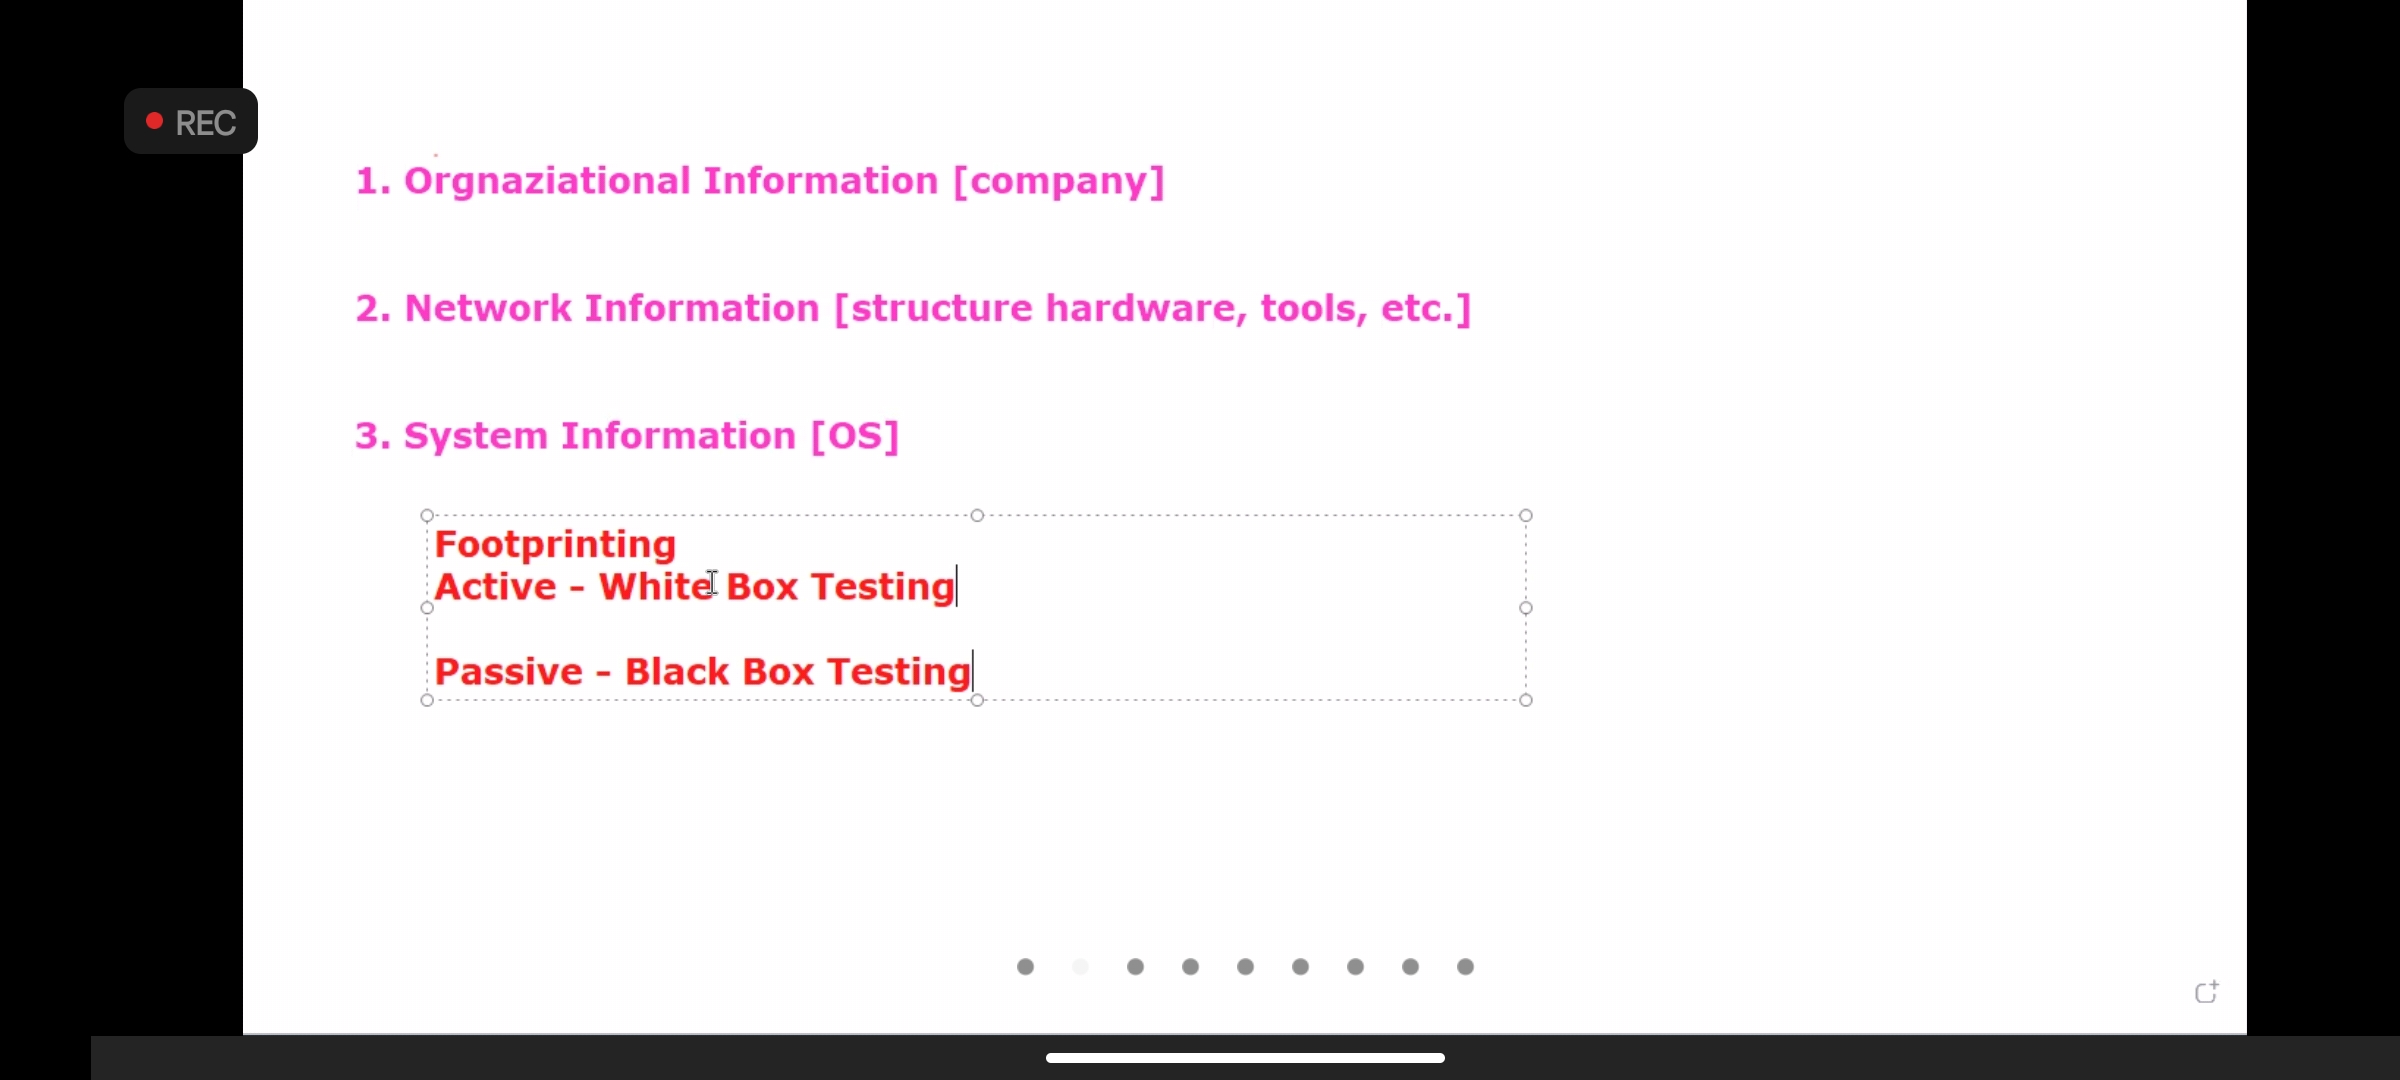 REC
1. Orgnaziational Information [company]
2. Network Information [structure hardware, tools, etc.]
3. System Information [OS]
Footprinting
Active – White Box Testing
Passive – Black Box Testing